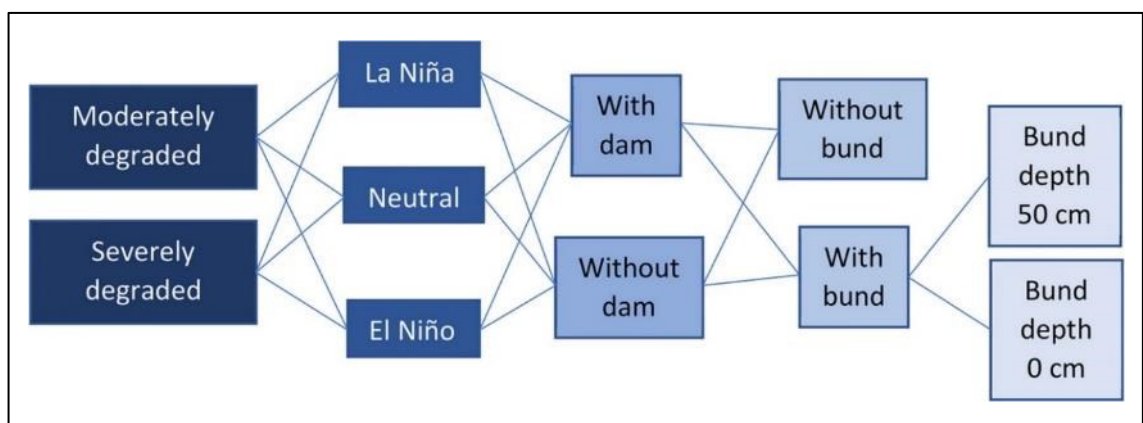 Moderately
degraded
Severely
degraded
La Niña
Neutral
El Niño
With
dam
Without
dam
Without
bund
With
bund
Bund
depth
50 cm
Bund
depth
0 cm